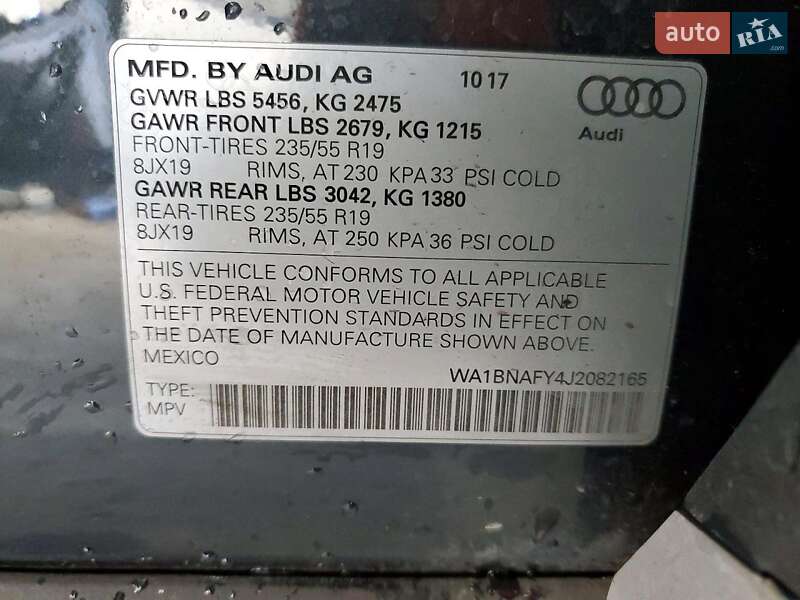 auto RIA.com
MFD. BY AUDI AG 10 17
GVWR LBS 5456, KG 2475
GAWR FRONT LBS 2679, KG 1215
Audi
FRONT-TIRES 235/55 R19
8JX19 RIMS, AT 230 KPA 33 PSI COLD
GAWR REAR LBS 3042, KG 1380
REAR-TIRES 235/55 R19
8JX19 RIMS, AT 250 KPA 36 PSI COLD
THIS VEHICLE CONFORMS TO ALL APPLICABLE
U.S. FEDERAL MOTOR VEHICLE SAFETY AND
THEFT PREVENTION STANDARDS IN EFFECT ON
THE DATE OF MANUFACTURE SHOWN ABOVE.
MEXICO
WA1BNAFY4J2082165
TYPE:
MPV